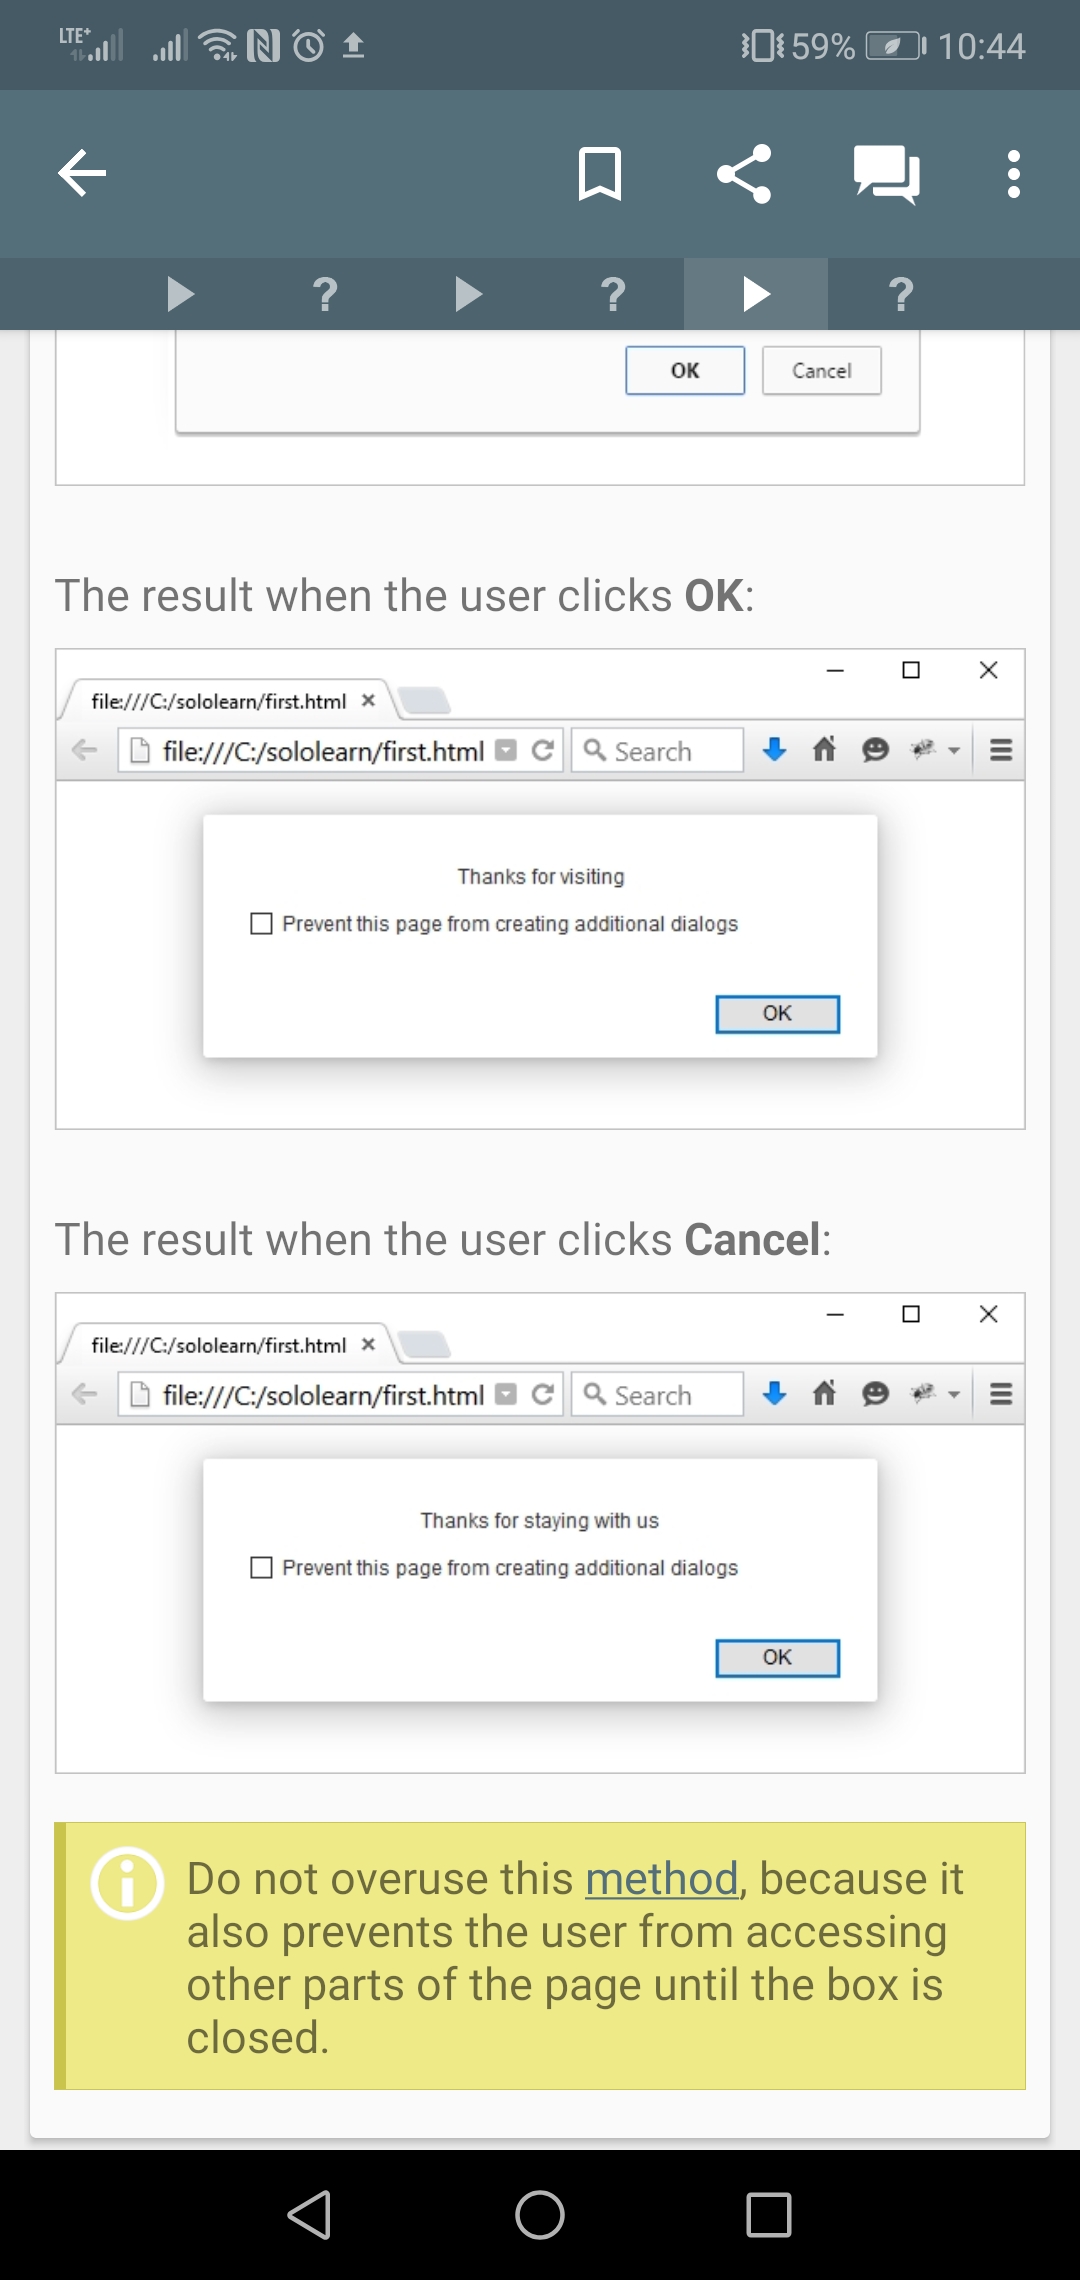 LTE+ 59% 10:44
? ? ?
OK Cancel
The result when the user clicks OK:
file:///C:/sololearn/first.html
file:///C:/sololearn/first.html Search
Thanks for visiting
Prevent this page from creating additional dialogs
OK
The result when the user clicks Cancel:
file:///C:/sololearn/first.html
file:///C:/sololearn/first.html Search
Thanks for staying with us
Prevent this page from creating additional dialogs
OK
Do not overuse this method, because it
also prevents the user from accessing
other parts of the page until the box is
closed.